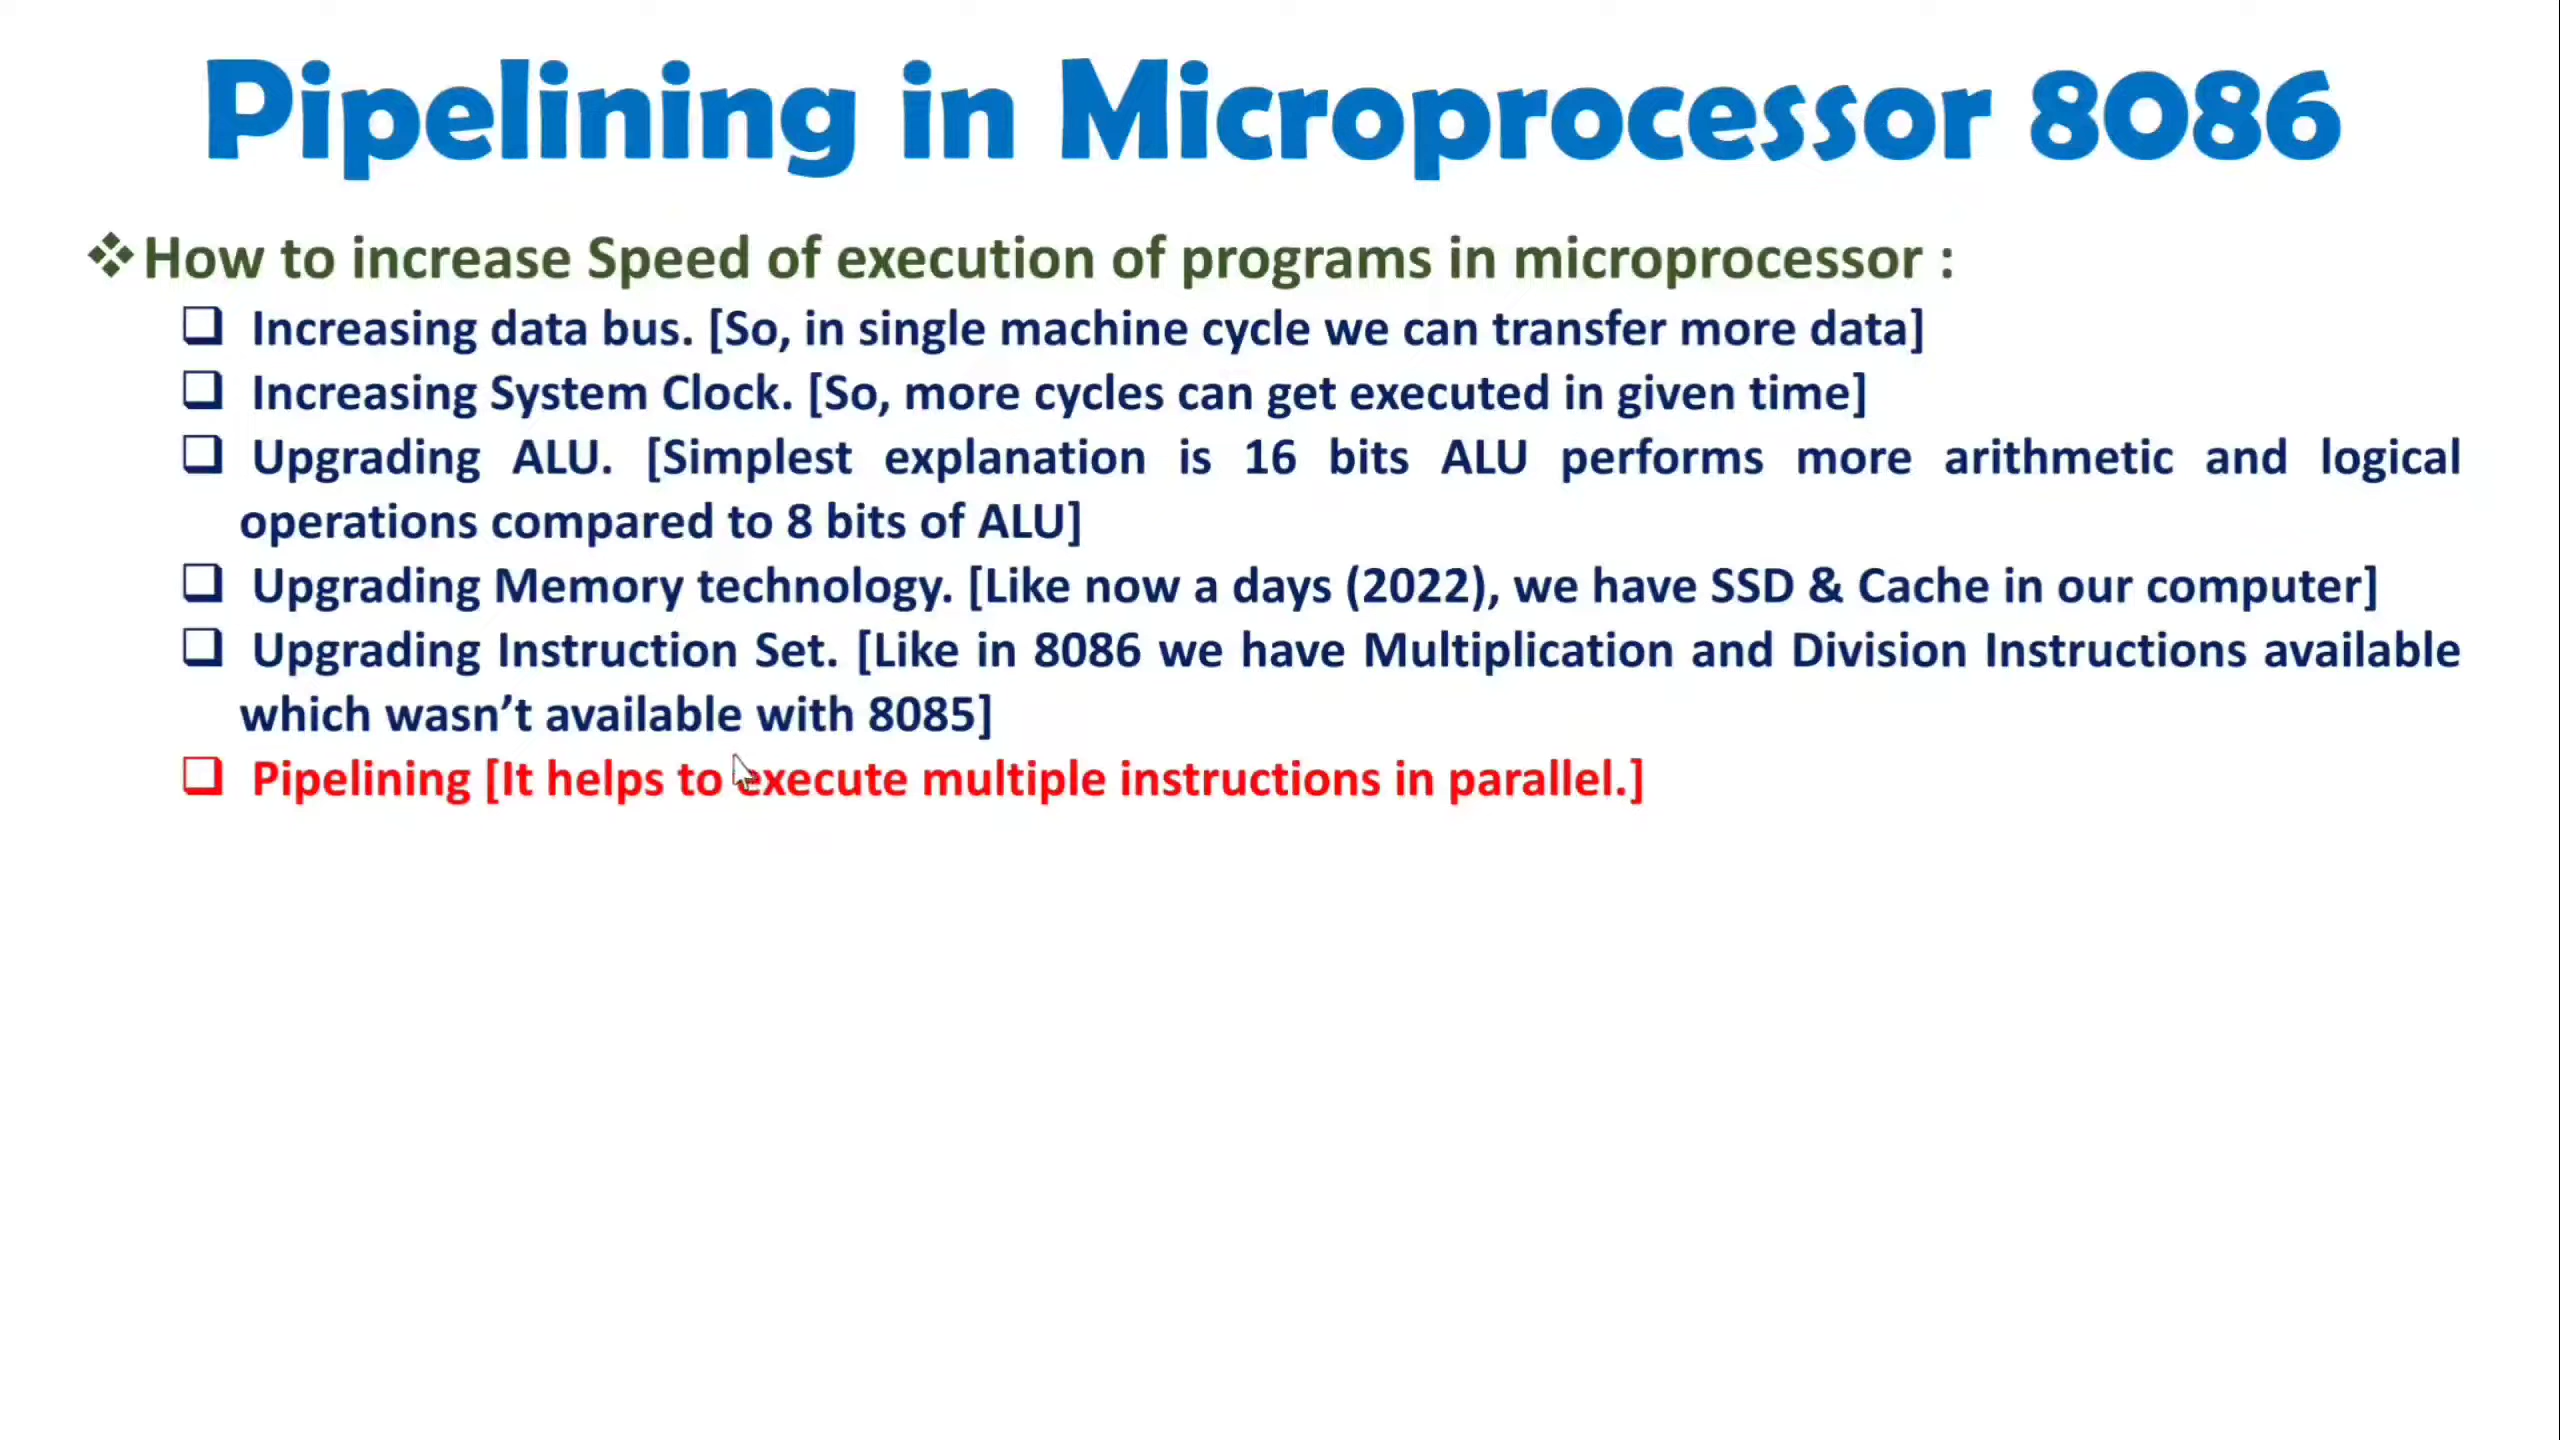 Pipelining in Microprocessor 8086
How to increase Speed of execution of programs in microprocessor :
Increasing data bus. [So, in single machine cycle we can transfer more data]
Increasing System Clock. [So, more cycles can get executed in given time]
Upgrading ALU. [Simplest explanation is 16 bits ALU performs more arithmetic and logical
operations compared to 8 bits of ALU]
Upgrading Memory technology. [Like now a days (2022), we have SSD & Cache in our computer]
Upgrading Instruction Set. [Like in 8086 we have Multiplication and Division Instructions available
which wasn’t available with 8085]
Pipelining [It helps to execute multiple instructions in parallel.]